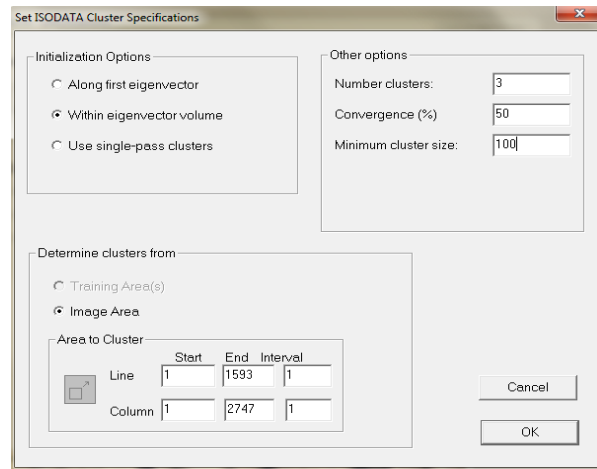 Set ISODATA Cluster Specifications
Initialization Options
Along first eigenvector
Within eigenvector volume
Use single-pass clusters
Other options
Number clusters: 3
Convergence (%) 50
Minimum cluster size: 100
Determine clusters from
Training Area(s)
Image Area
Area to Cluster
Start End Interval
Line 1 1593 1
Column 1 2747 1
Cancel
OK